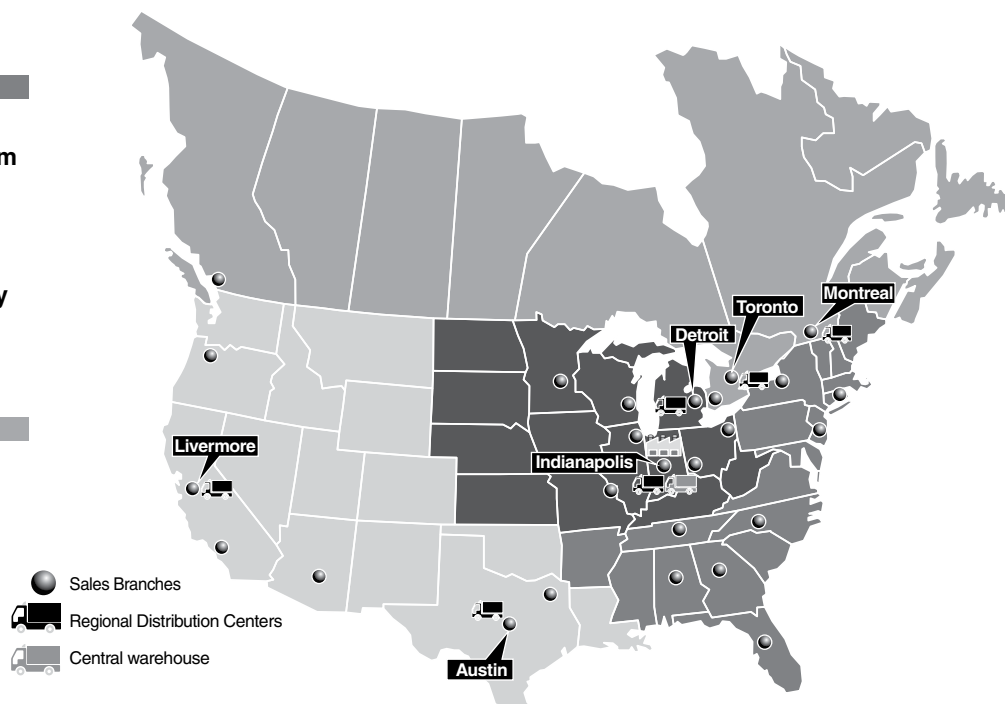 m
y
Montreal
Toronto
Detroit
Livermore
Indianapolis
Sales Branches
Regional Distribution Centers
Central warehouse
Austin